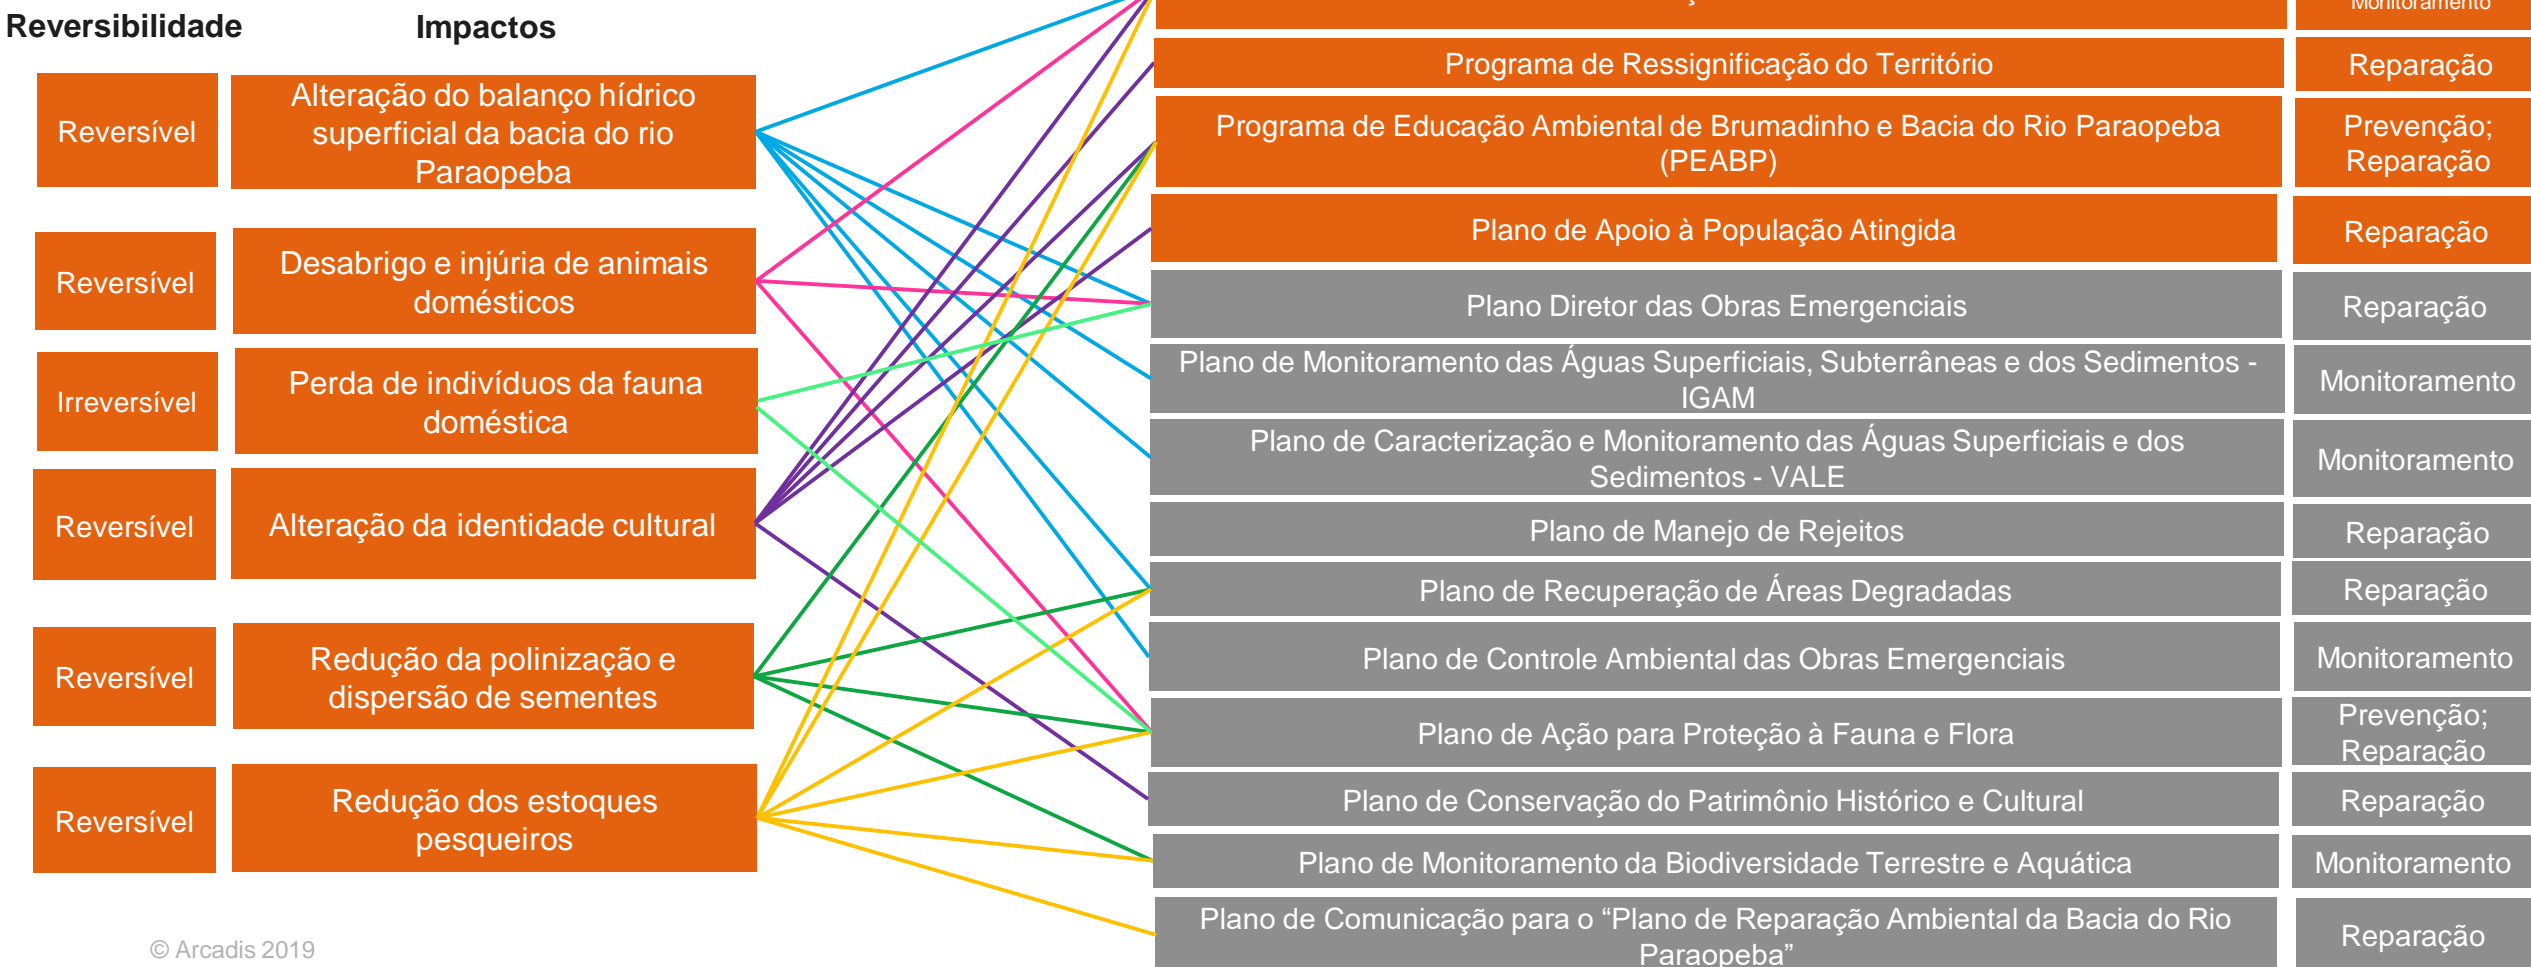 Monitoramento
Reversibilidade
Impactos
Reversível
Alteração do balanço hídrico
superficial da bacia do rio
Paraopeba
Reversível
Desabrigo e injúria de animais
domésticos
Irreversível
Perda de indivíduos da fauna
doméstica
Reversível
Alteração da identidade cultural
Reversível
Redução da polinização e
dispersão de sementes
Reversível
Redução dos estoques
pesqueiros
Programa de Ressignificação do Território
Reparação
Programa de Educação Ambiental de Brumadinho e Bacia do Rio Paraopeba
(PEABP)
Prevenção;
Reparação
Plano de Apoio à População Atingida
Reparação
Plano Diretor das Obras Emergenciais
Reparação
Plano de Monitoramento das Águas Superficiais, Subterrâneas e dos Sedimentos -
IGAM
Monitoramento
Plano de Caracterização e Monitoramento das Águas Superficiais e dos
Sedimentos - VALE
Monitoramento
Plano de Manejo de Rejeitos
Reparação
Plano de Recuperação de Áreas Degradadas
Reparação
Plano de Controle Ambiental das Obras Emergenciais
Monitoramento
Plano de Ação para Proteção à Fauna e Flora
Prevenção;
Reparação
Plano de Conservação do Patrimônio Histórico e Cultural
Reparação
Plano de Monitoramento da Biodiversidade Terrestre e Aquática
Monitoramento
Plano de Comunicação para o “Plano de Reparação Ambiental da Bacia do Rio
Paraopeba”
Reparação
© Arcadis 2019